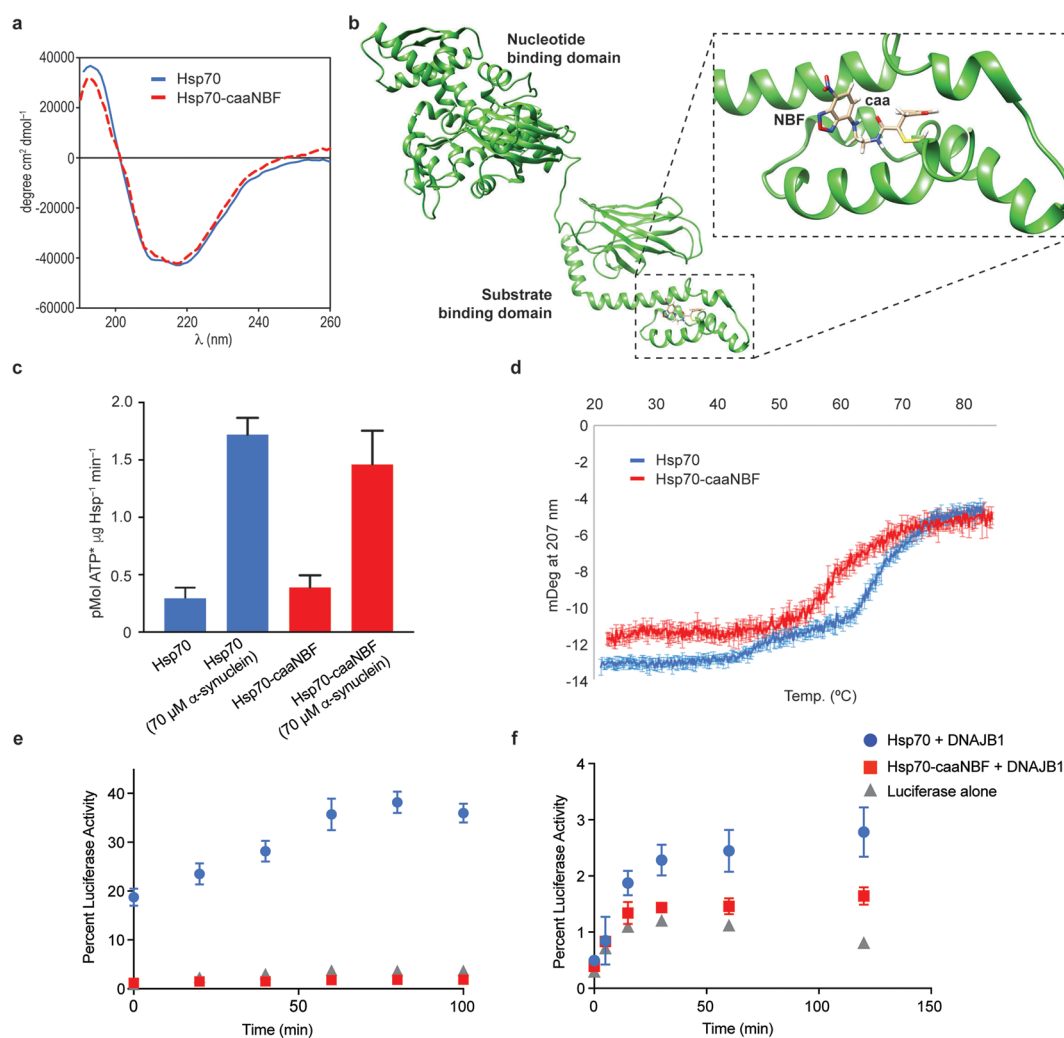 a
40000
20000
0
-20000
-40000
-60000
degree cm² dmol⁻¹
200
220
240
260
λ (nm)
Hsp70
Hsp70-caaNBF
b
Nucleotide
binding domain
Substrate
binding domain
NBF
caa
c
2.0
1.5
1.0
0.5
0
pMol ATP* μg Hsp⁻¹ min⁻¹
Hsp70
Hsp70
(70 μM α-synuclein)
Hsp70-caaNBF
Hsp70-caaNBF
(70 μM α-synuclein)
d
20 30 40 50 60 70 80
0
-2
-4
-6
-8
-10
-12
-14
mDeg at 207 nm
Hsp70
Hsp70-caaNBF
Temp. (ºC)
e
40
30
20
10
0
Percent Luciferase Activity
0 50 100
Time (min)
f
4
3
2
1
0
Percent Luciferase Activity
0 50 100 150
Time (min)
Hsp70 + DNAJB1
Hsp70-caaNBF + DNAJB1
Luciferase alone